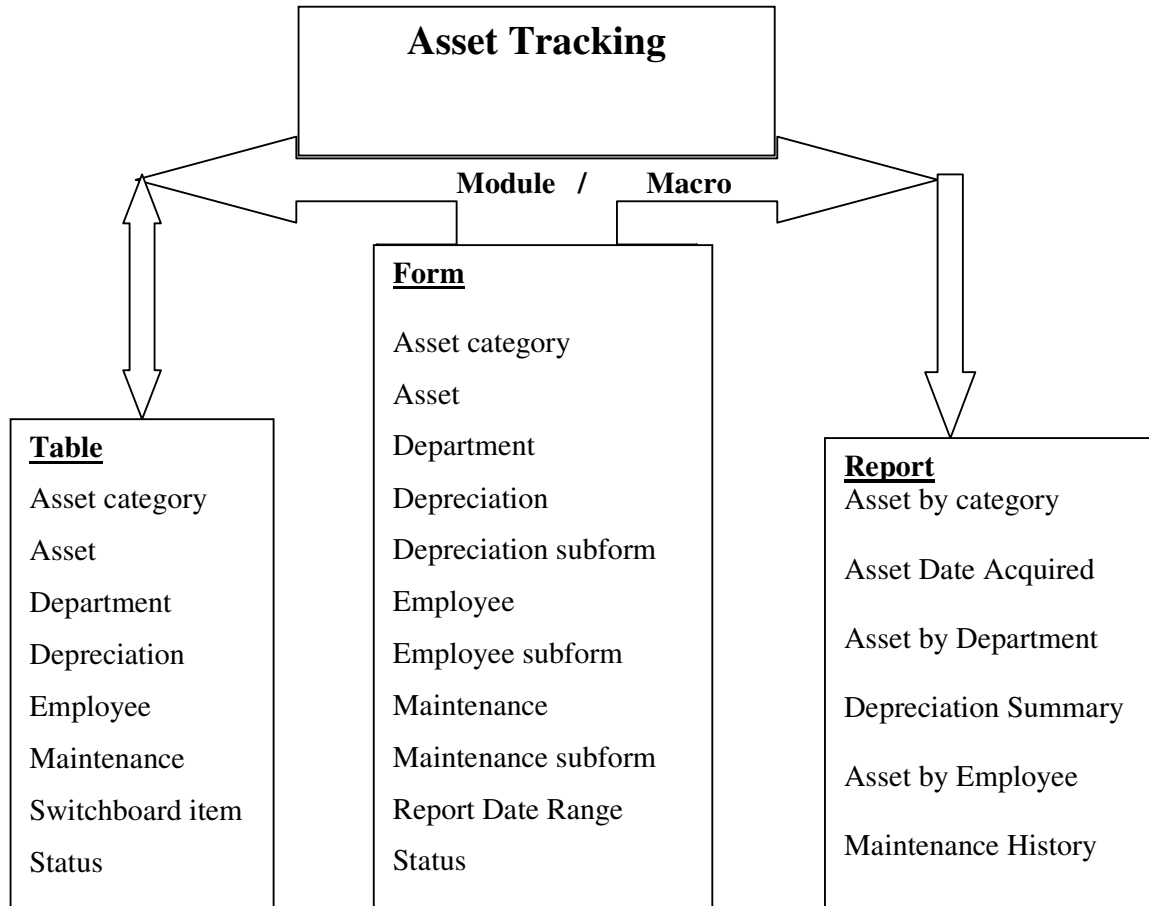 Asset Tracking
Module / Macro
Form
Asset category
Asset
Department
Depreciation
Depreciation subform
Employee
Employee subform
Maintenance
Maintenance subform
Report Date Range
Status
Table
Asset category
Asset
Department
Depreciation
Employee
Maintenance
Switchboard item
Status
Report
Asset by category
Asset Date Acquired
Asset by Department
Depreciation Summary
Asset by Employee
Maintenance History